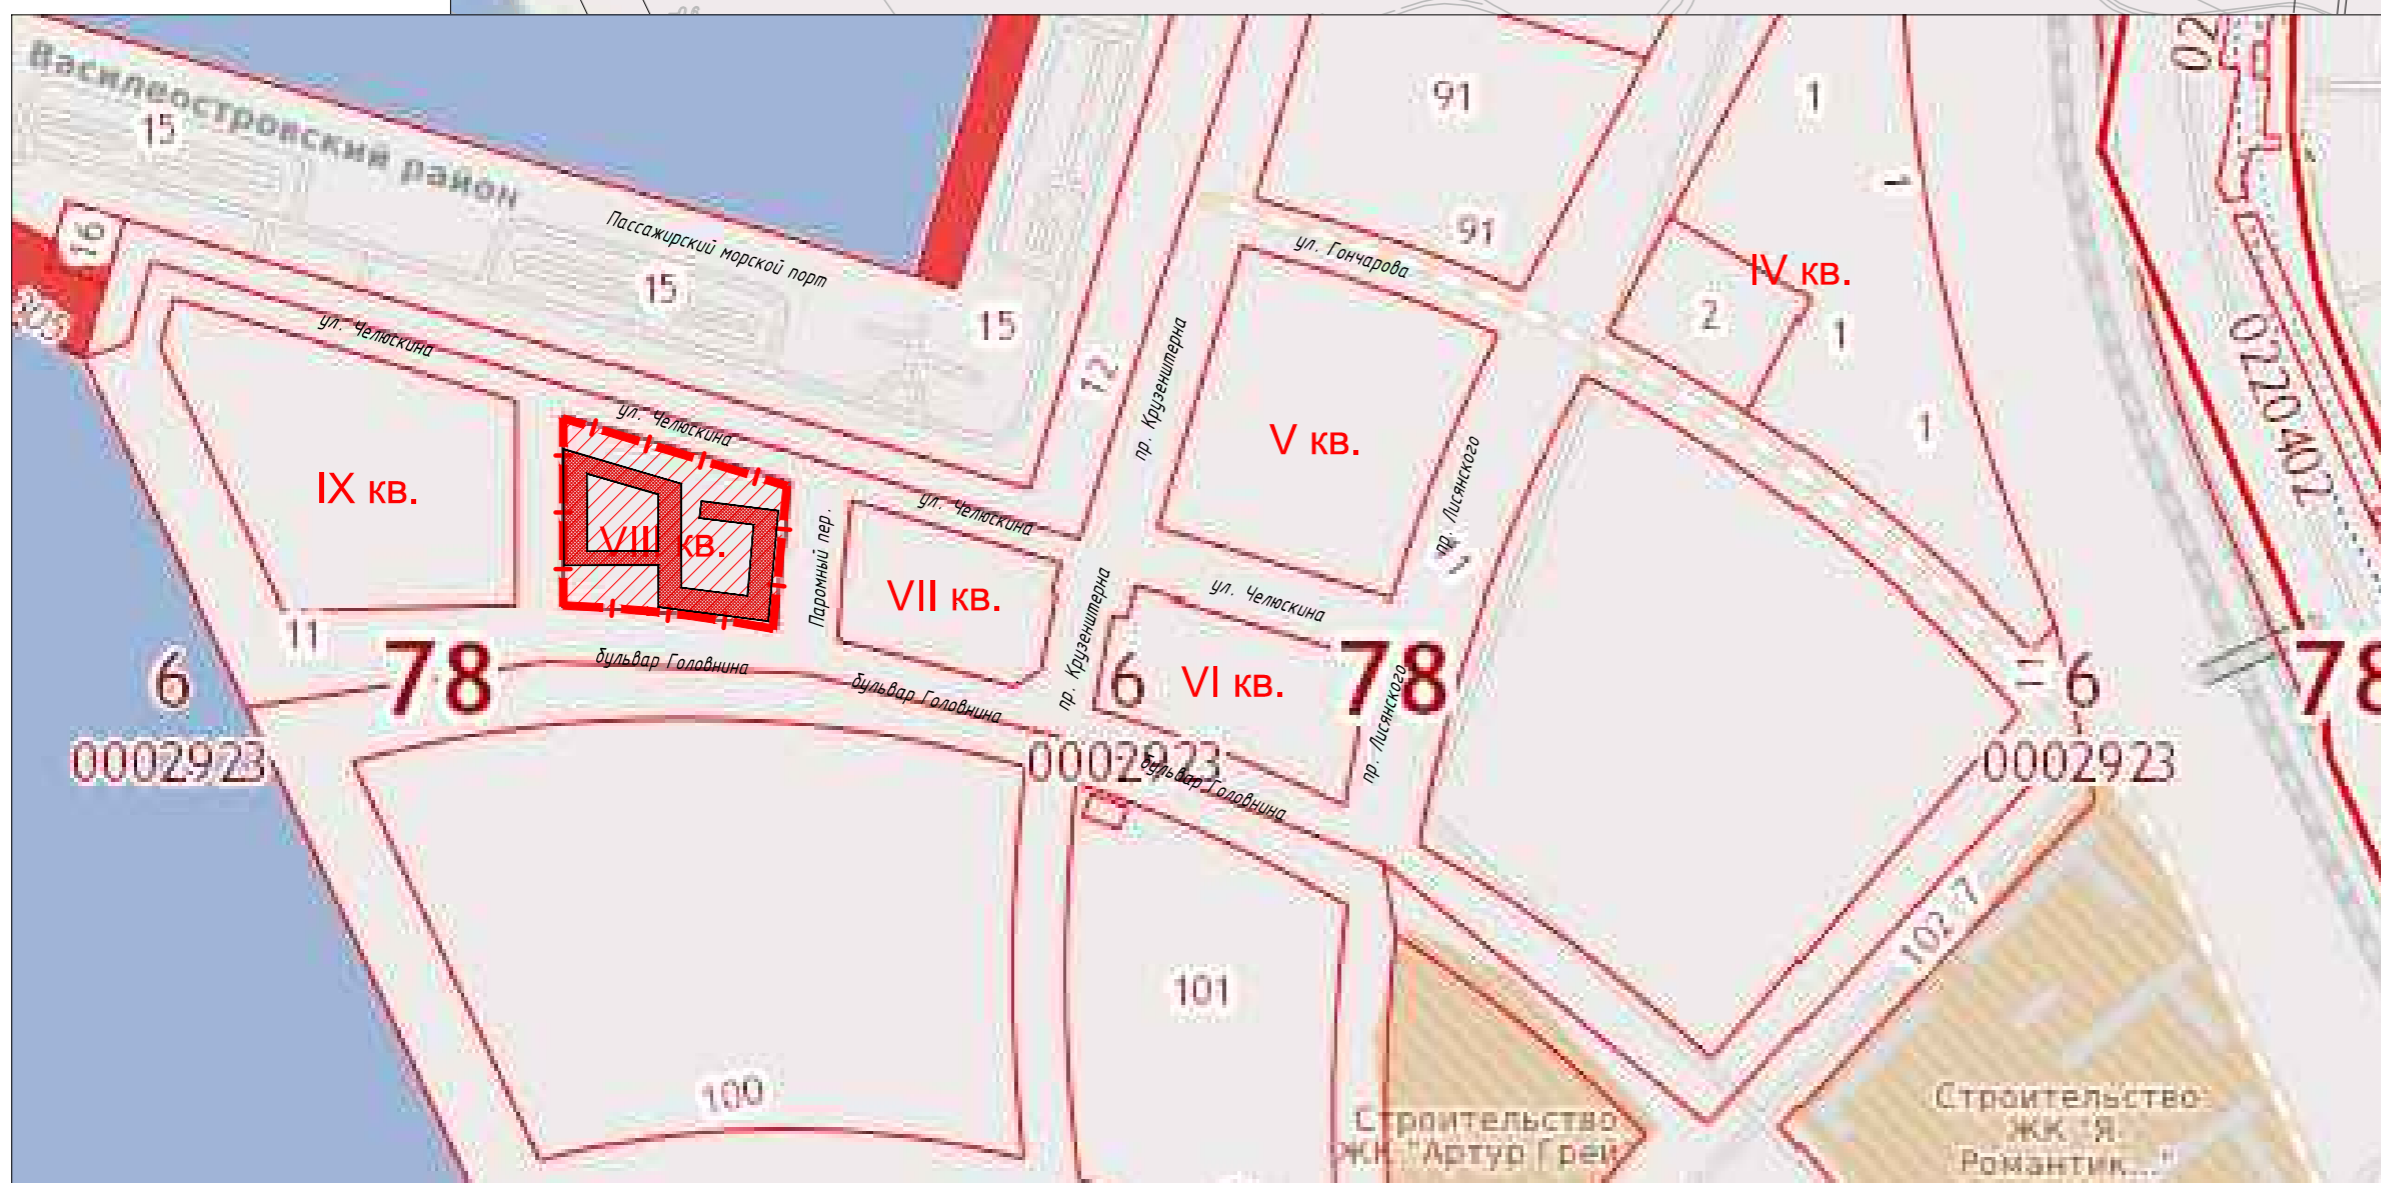 Василеостровский район
15
91
1
02
16
Пассажирский морской порт
15
15
12
91
ул. Гончарова
1
IV кв.
2
1
0220402
ул. Челюскина
ул. Челюскина
пр. Крузенштерна
V кв.
пр. Лисянского
1
1
IX кв.
VIII кв.
Паромный пер.
ул. Челюскина
VII кв.
пр. Крузенштерна
ул. Челюскина
11
6
78
бульвар Головнина
бульвар Головнина
6
VI кв.
78
пр. Лисянского
6
78
0002923
0002923
бульвар Головнина
0002923
101
100
Строительство
ЖК "Артур Грей
Строительство
ЖК "Я
Романтик..."